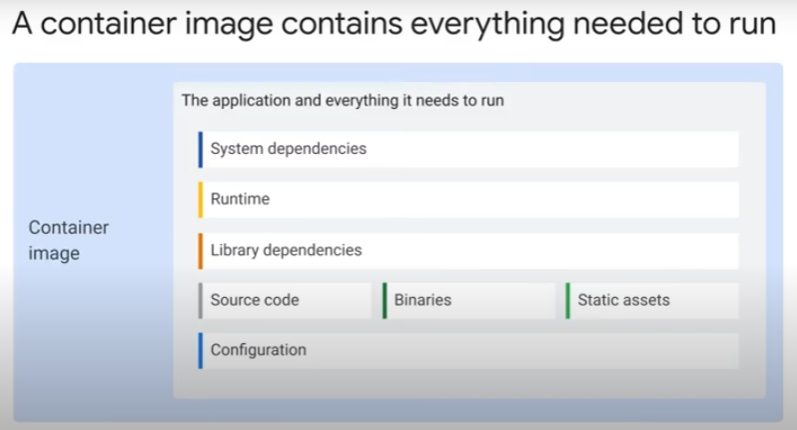 A container image contains everything needed to run
The application and everything it needs to run
System dependencies
Runtime
Container
image
Library dependencies
Source code
Binaries
Static assets
Configuration